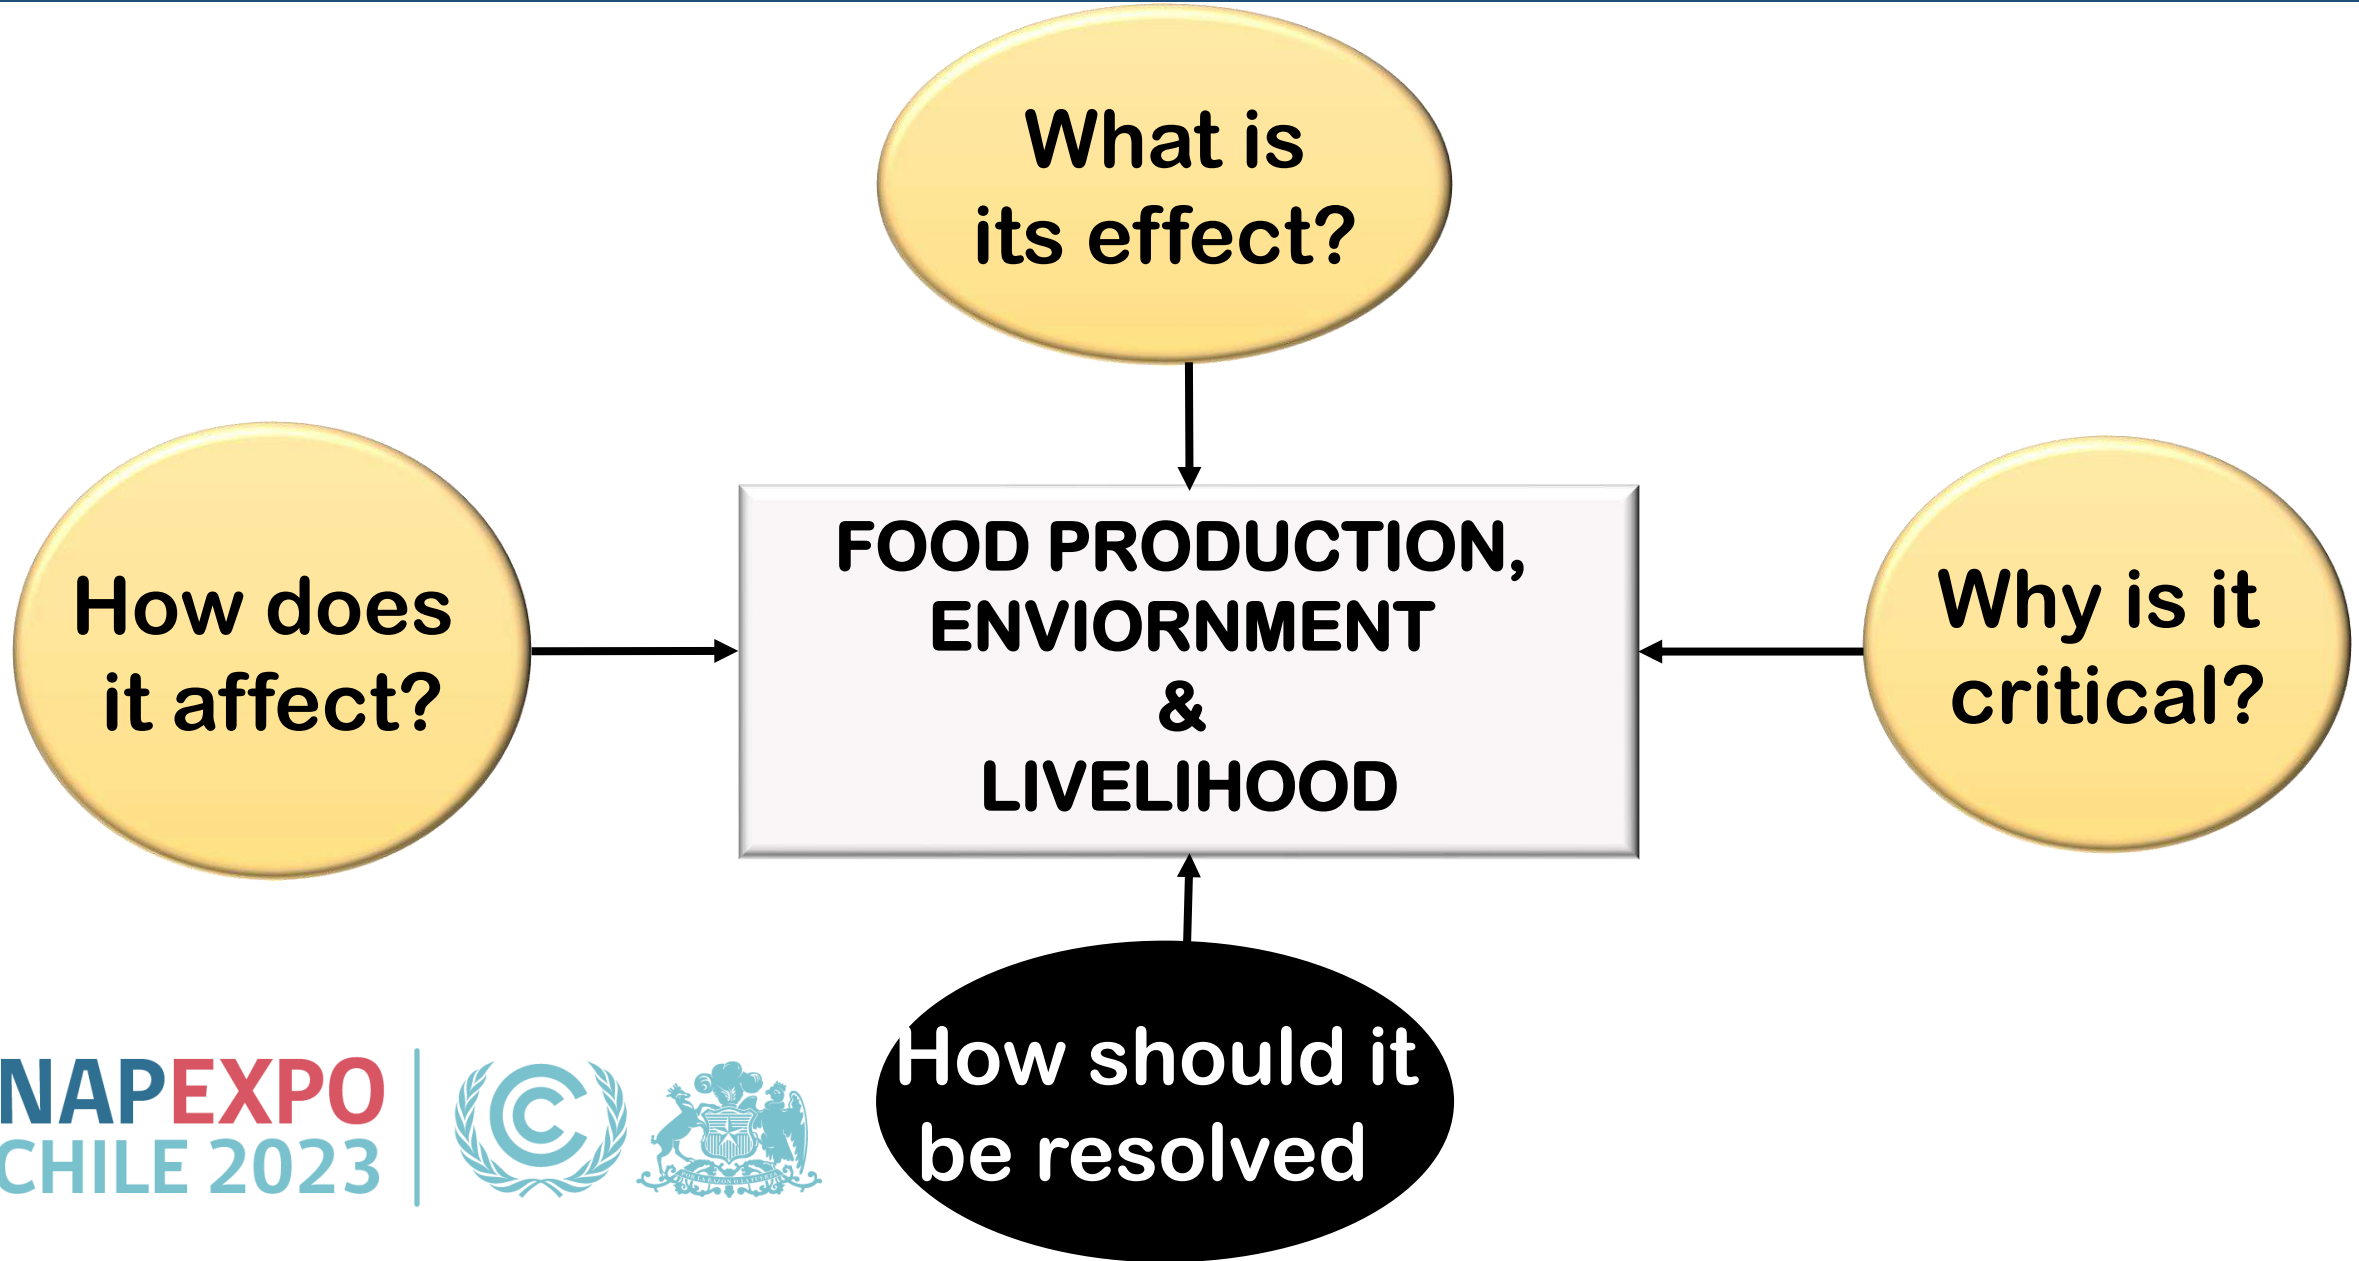 What is
its effect?
How does
it affect?
FOOD PRODUCTION,
ENVIORNMENT
&
LIVELIHOOD
Why is it
critical?
How should it
be resolved
NAPEXPO
CHILE 2023